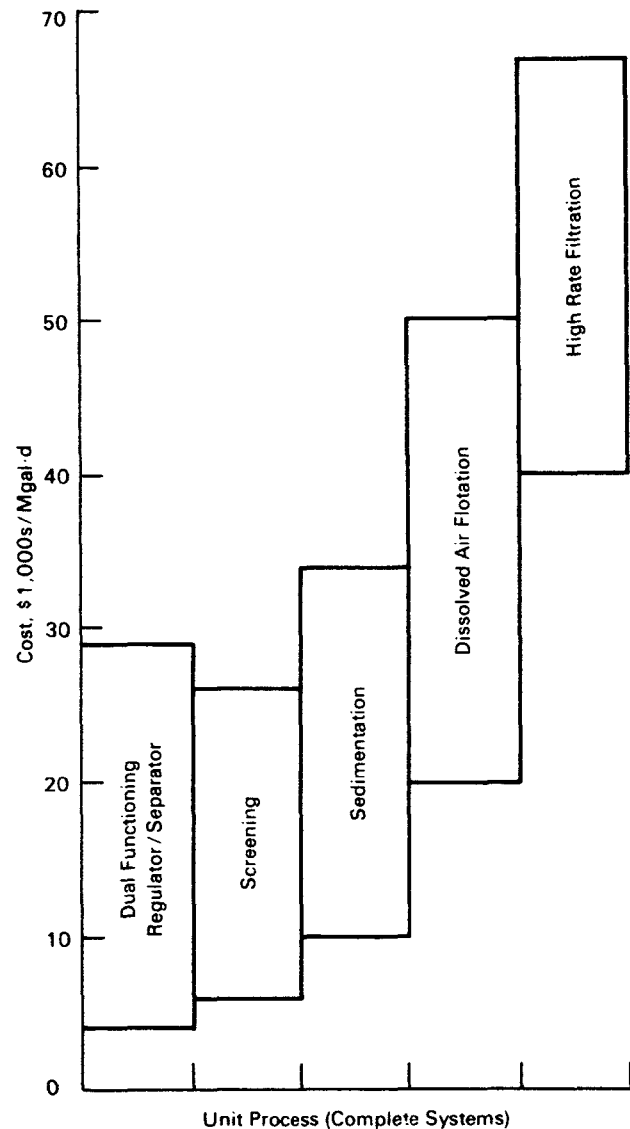 70
60
50
40
30
20
10
0
Cost, $1,000s/Mgal·d
Dual Functioning
Regulator/Separator
Screening
Sedimentation
Dissolved Air Flotation
High Rate Filtration
Unit Process (Complete Systems)